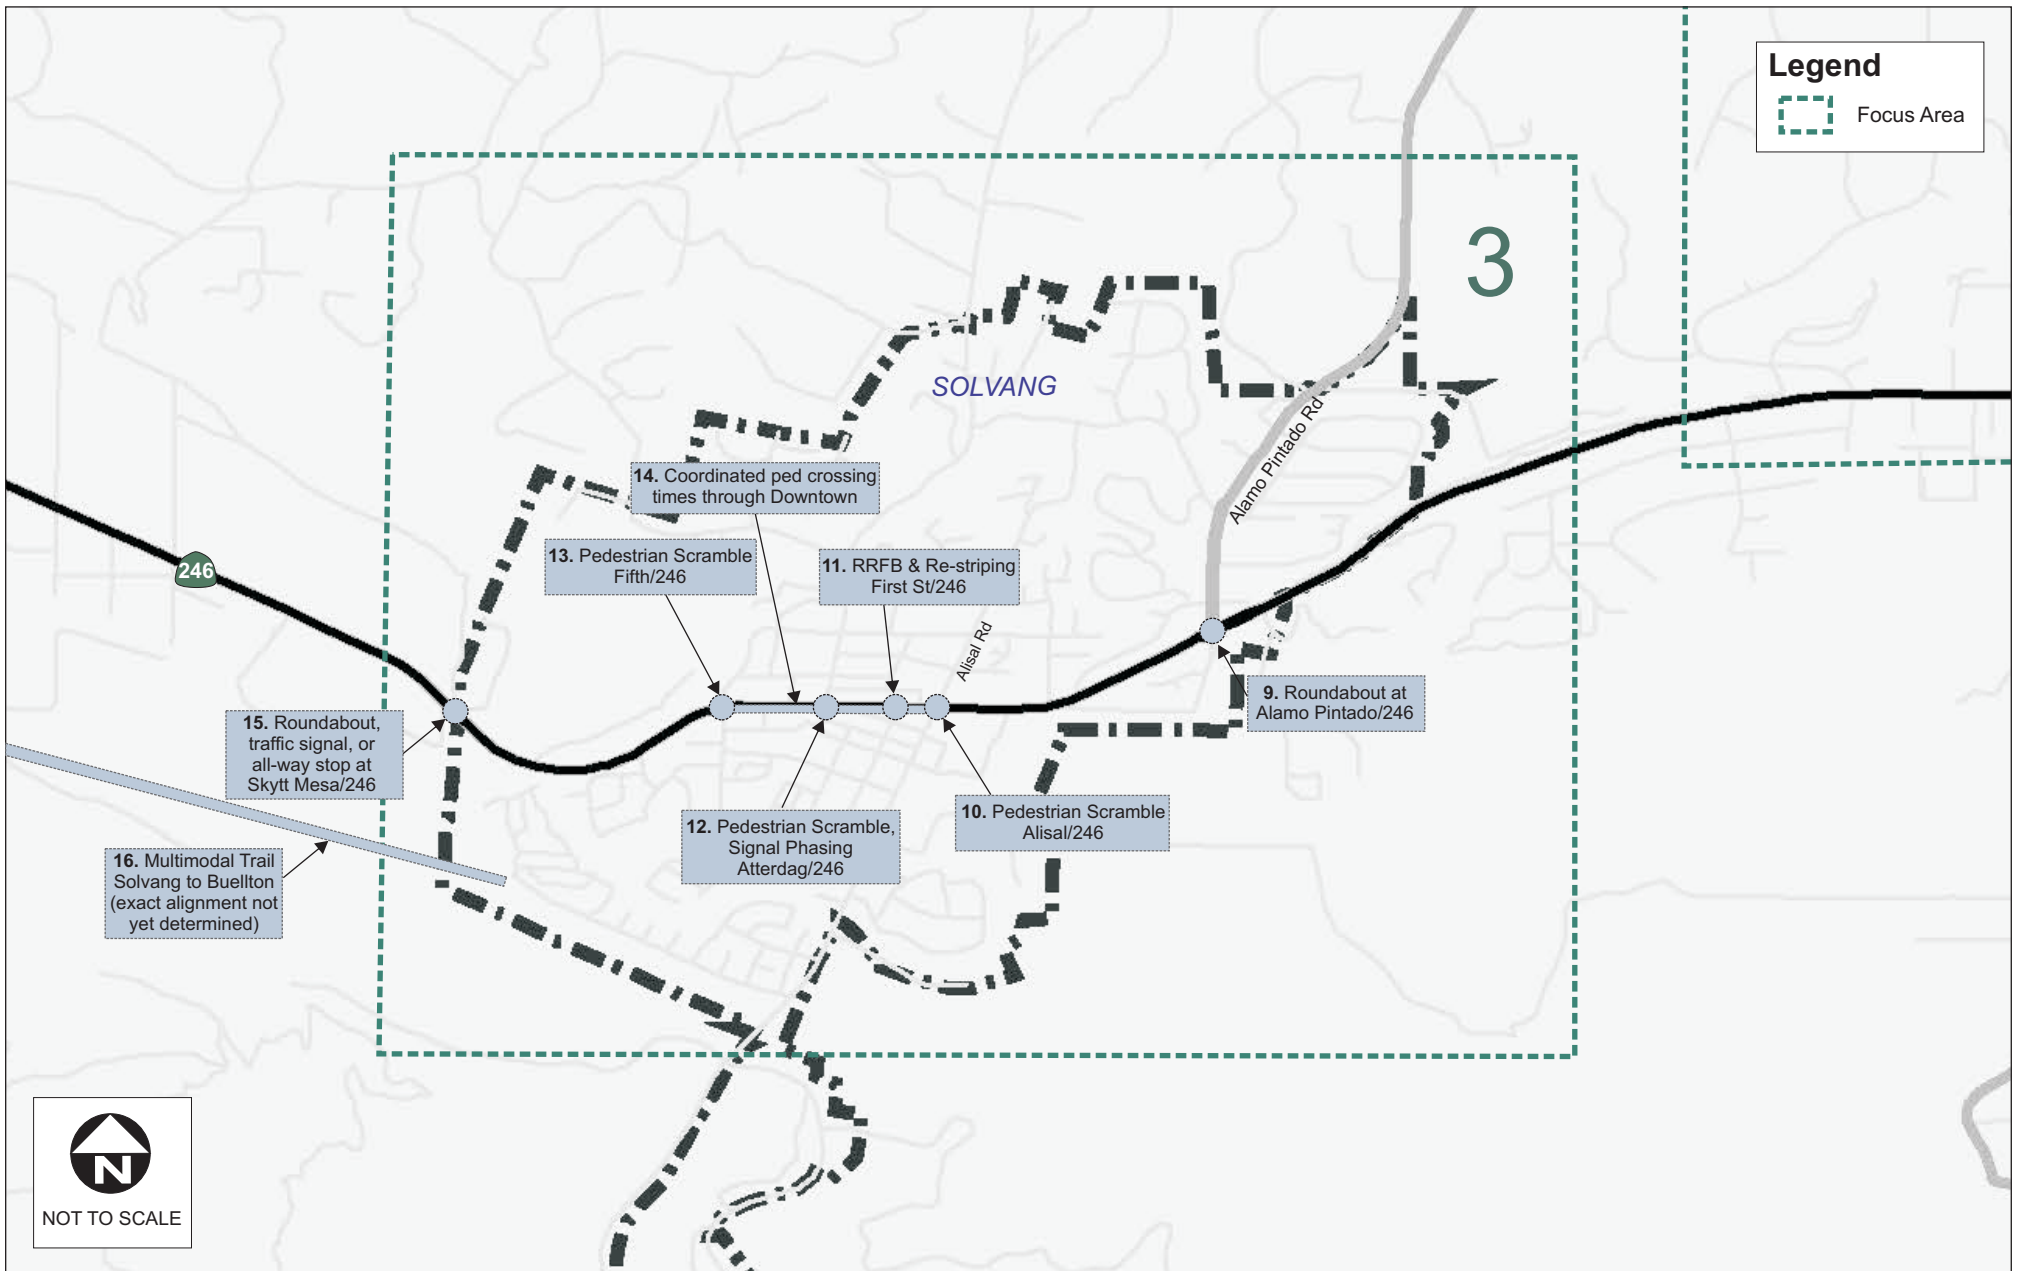 Legend
Focus Area
3
SOLVANG
Alamo Pintado Rd
14. Coordinated ped crossing
times through Downtown
13. Pedestrian Scramble
Fifth/246
11. RRFB & Re-striping
First St/246
246
Alisal Rd
9. Roundabout at
Alamo Pintado/246
15. Roundabout,
traffic signal, or
all-way stop at
Skytt Mesa/246
12. Pedestrian Scramble,
Signal Phasing
Atterdag/246
10. Pedestrian Scramble
Alisal/246
16. Multimodal Trail
Solvang to Buellton
(exact alignment not
yet determined)
N
NOT TO SCALE